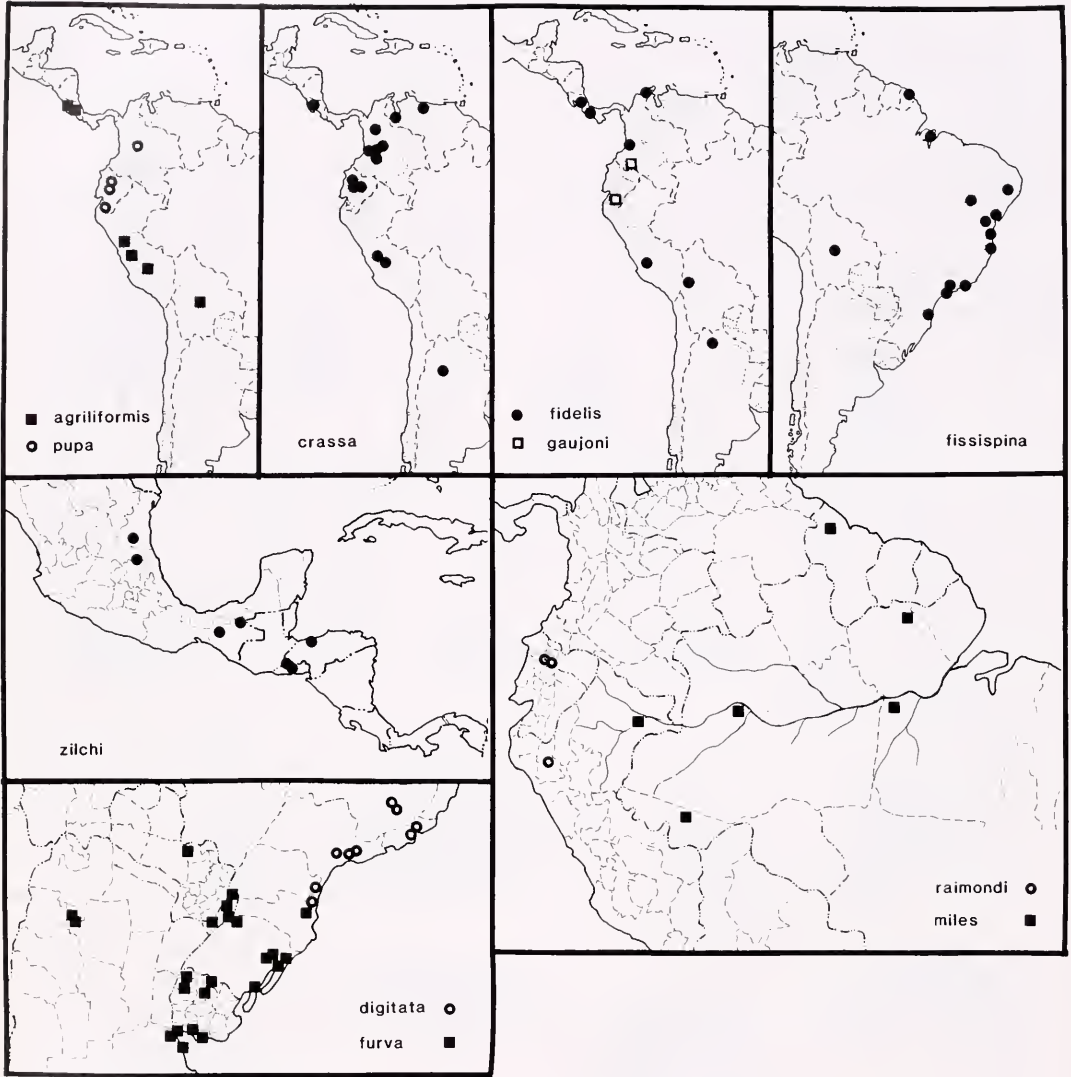 agriliformis
pupa
crassa
fidelis
gaujoni
fissispina
zilchi
raimondi
miles
digitata
furva